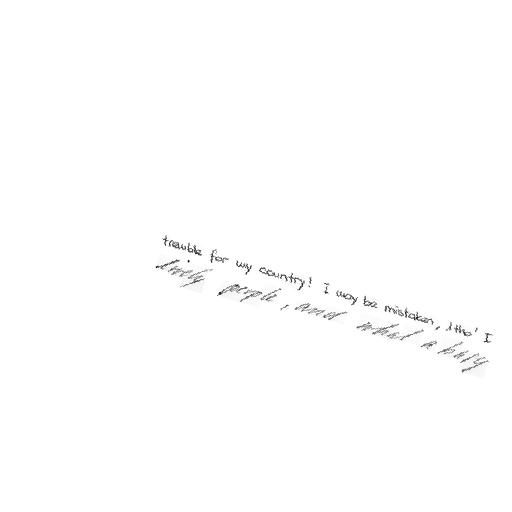 trouble for my country! I may be mistaken, tho' I
lively people, and what a busy